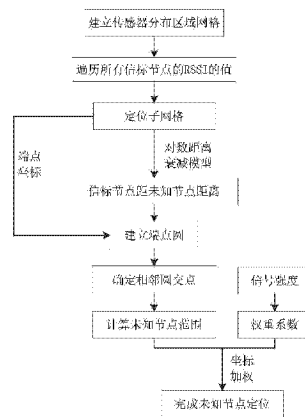 建立传感器分布区域网格
遍历所有信标节点的RSSI的值
定位子网格
端点
坐标
对数距离
衰减模型
信标节点距未知节点距离
建立端点圆
确定相邻圆交点
信号强度
计算未知节点范围
权重系数
坐标
加权
完成未知节点定位